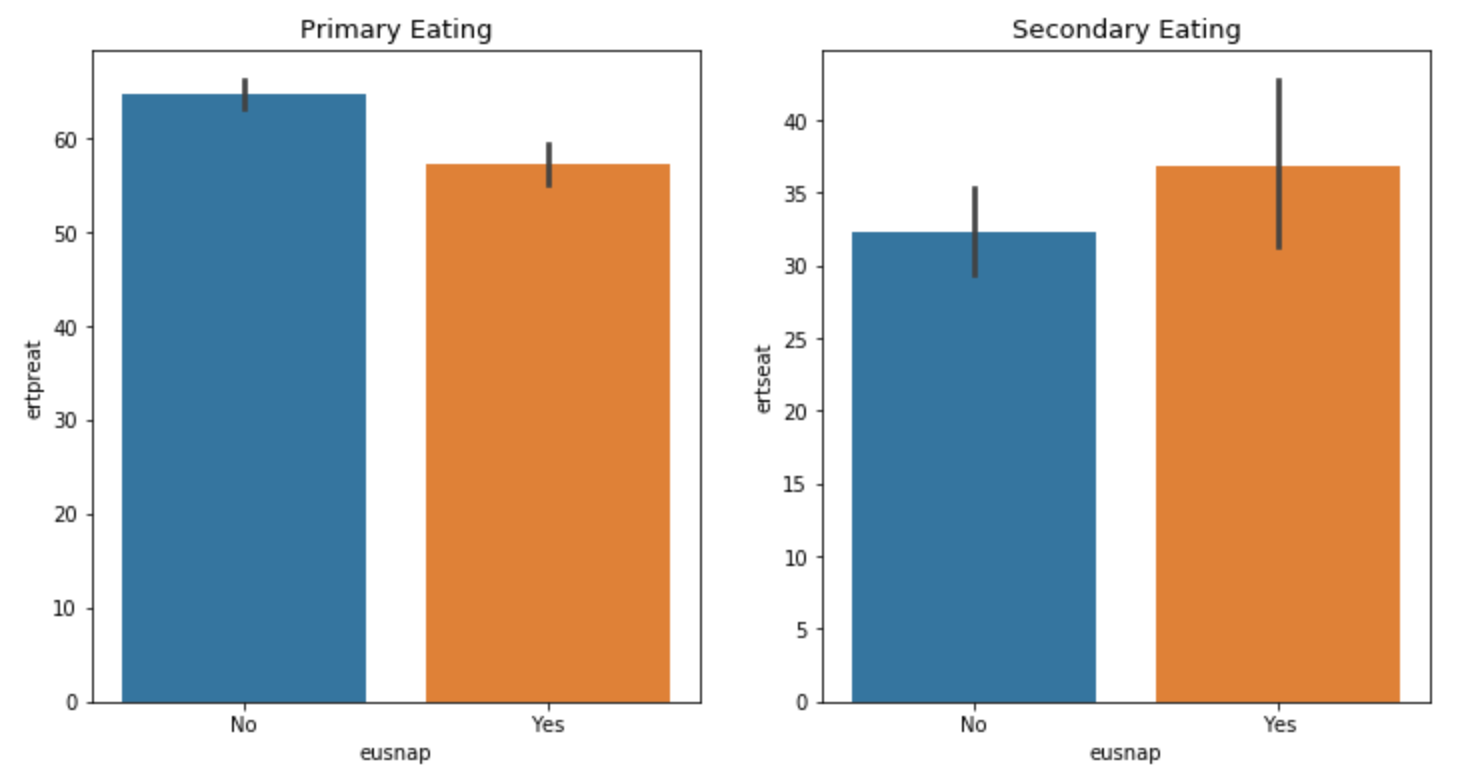 Primary Eating
60
50
40
30
20
10
0
ertpreat
No
Yes
eusnap
Secondary Eating
40
35
30
25
20
15
10
5
0
ertseat
No
Yes
eusnap